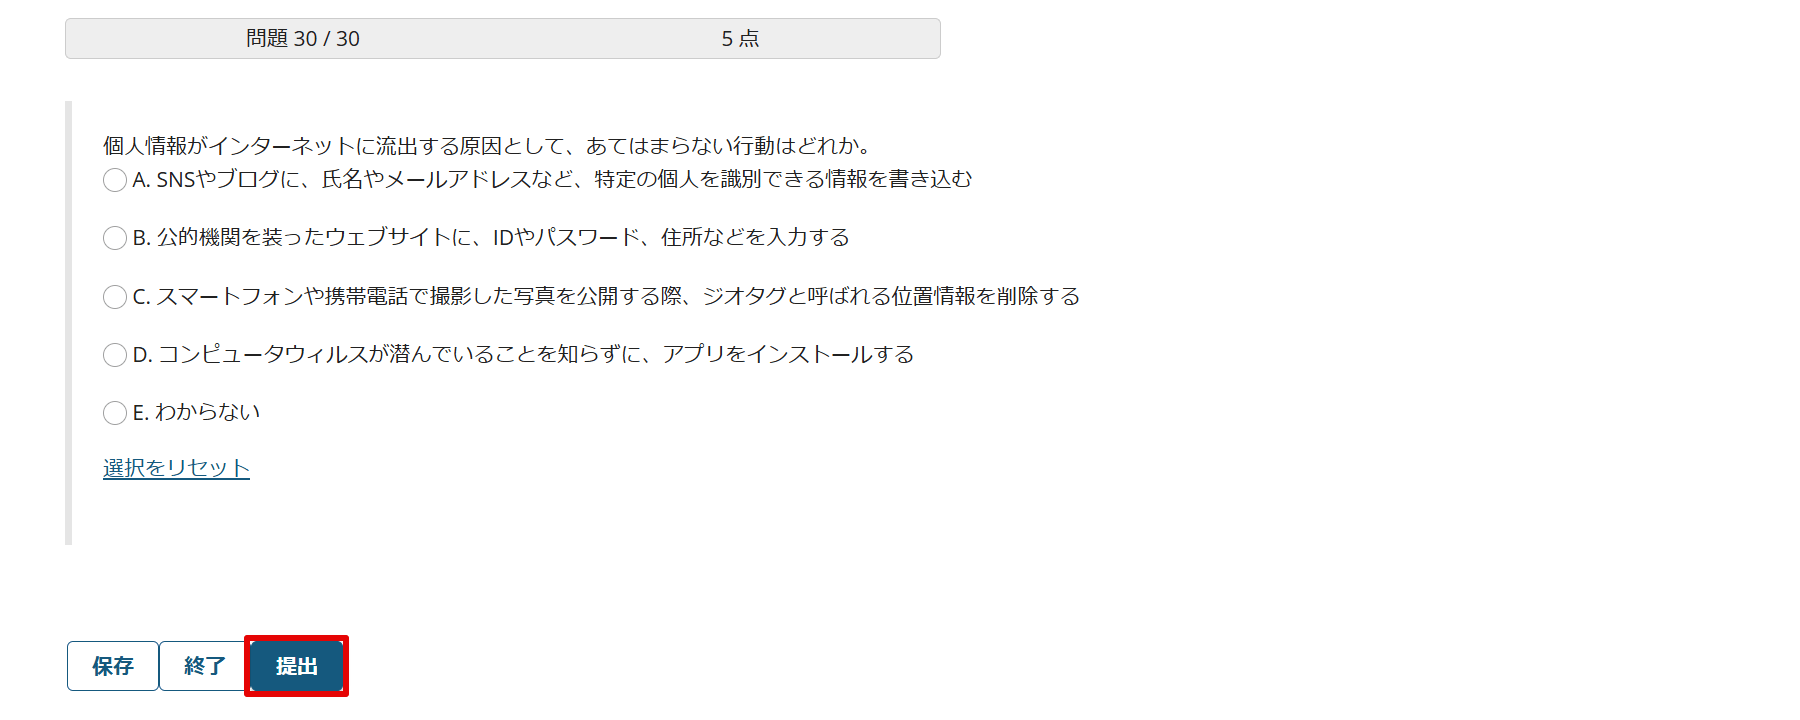 問題 30 / 30 5 点
個人情報がインターネットに流出する原因として、あてはまらない行動はどれか。
A. SNSやブログに、氏名やメールアドレスなど、特定の個人を識別できる情報を書き込む
B. 公的機関を装ったウェブサイトに、IDやパスワード、住所などを入力する
C. スマートフォンや携帯電話で撮影した写真を公開する際、ジオタグと呼ばれる位置情報を削除する
D. コンピュータウィルスが潜んでいることを知らずに、アプリをインストールする
E. わからない
選択をリセット
保存 終了 提出